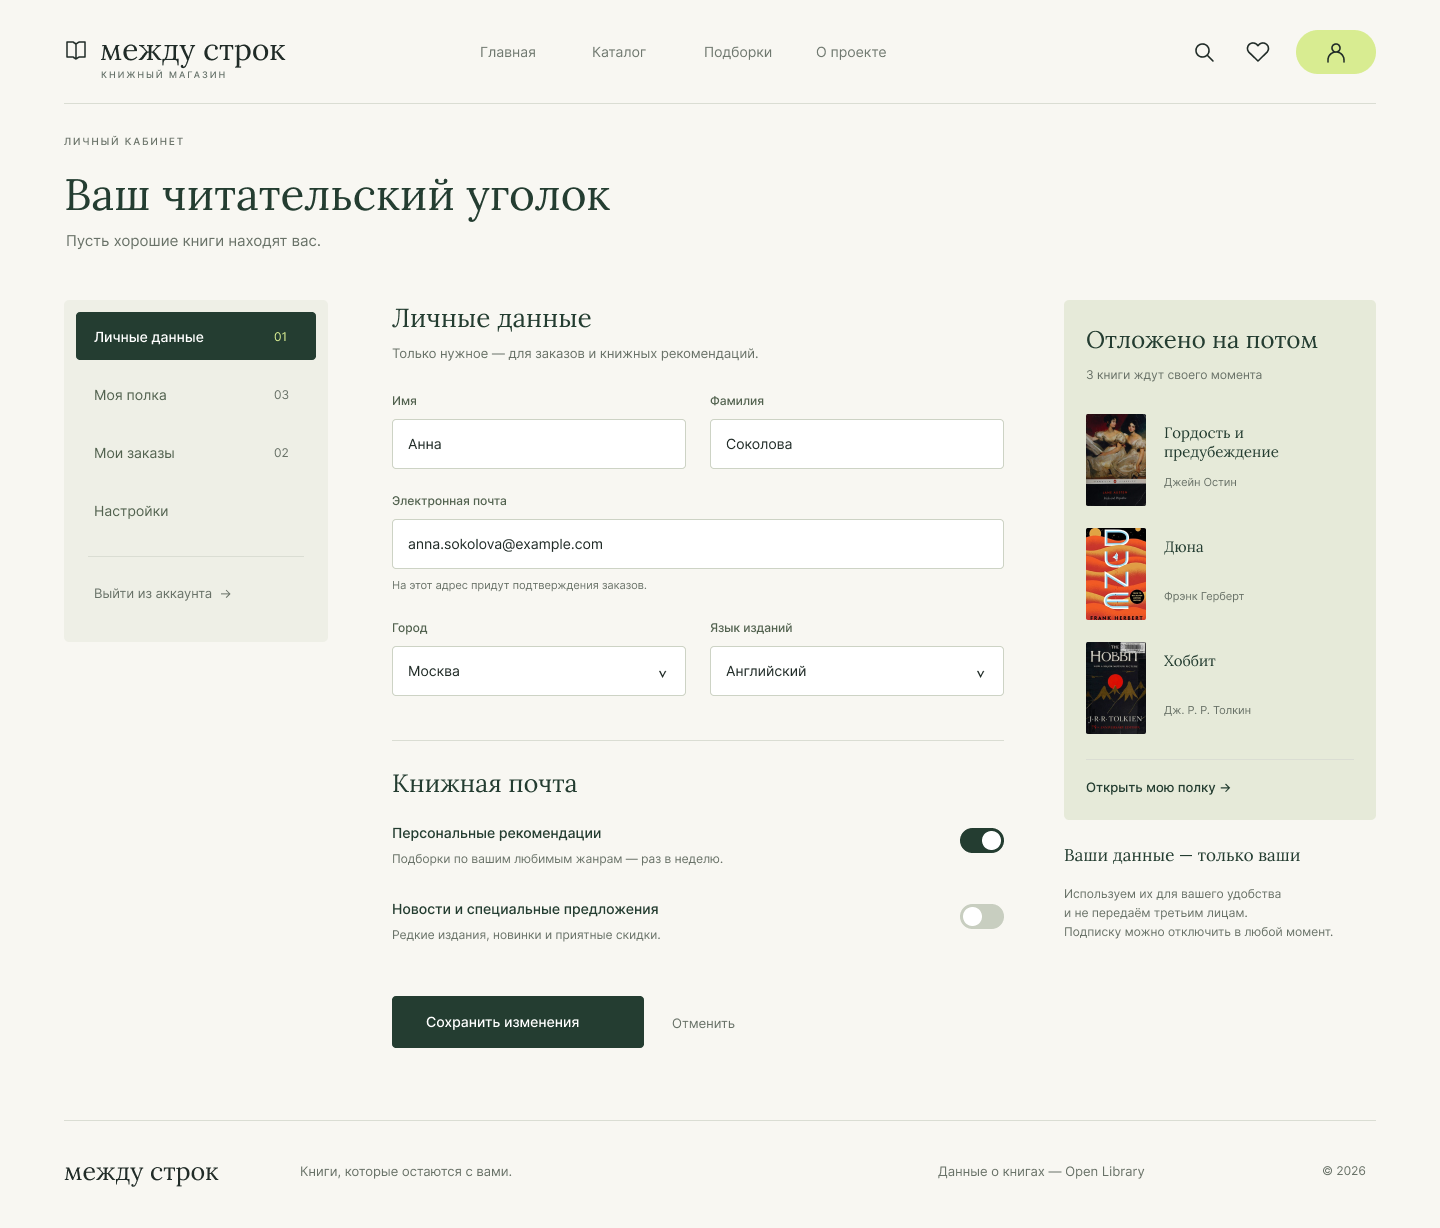 между строк
КНИЖНЫЙ МАГАЗИН
Главная
Каталог
Подборки
О проекте
ЛИЧНЫЙ КАБИНЕТ
Ваш читательский уголок
Пусть хорошие книги находят вас.
Личные данные 01
Моя полка 03
Мои заказы 02
Настройки
Выйти из аккаунта →
Личные данные
Только нужное — для заказов и книжных рекомендаций.
Имя
Анна
Фамилия
Соколова
Электронная почта
anna.sokolova@example.com
На этот адрес придут подтверждения заказов.
Город
Москва
Язык изданий
Английский
Книжная почта
Персональные рекомендации
Подборки по вашим любимым жанрам — раз в неделю.
Новости и специальные предложения
Редкие издания, новинки и приятные скидки.
Сохранить изменения
Отменить
Отложено на потом
3 книги ждут своего момента
Гордость и
предубеждение
Джейн Остин
DUNE
FRANK HERBERT
Дюна
Фрэнк Герберт
THE
HOBBIT
J·R·R·TOLKIEN
Хоббит
Дж. Р. Р. Толкин
Открыть мою полку →
Ваши данные — только ваши
Используем их для вашего удобства
и не передаём третьим лицам.
Подписку можно отключить в любой момент.
между строк
Книги, которые остаются с вами.
Данные о книгах — Open Library
© 2026